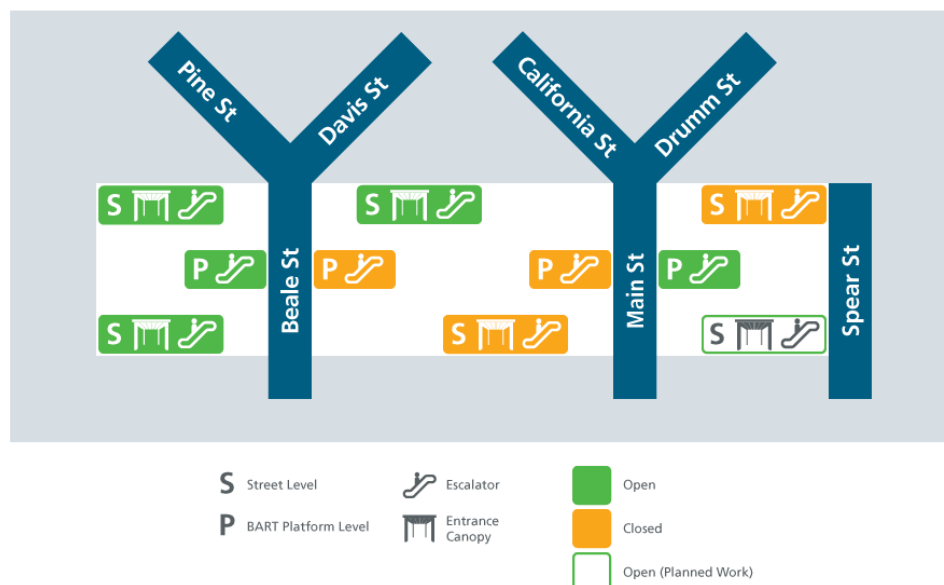 Pine St
Davis St
California St
Drumm St
S
S
S
P
Beale St
P
P
Main St
P
Spear St
S
S
S
S Street Level
Escalator
Open
P BART Platform Level
Entrance
Canopy
Closed
Open (Planned Work)